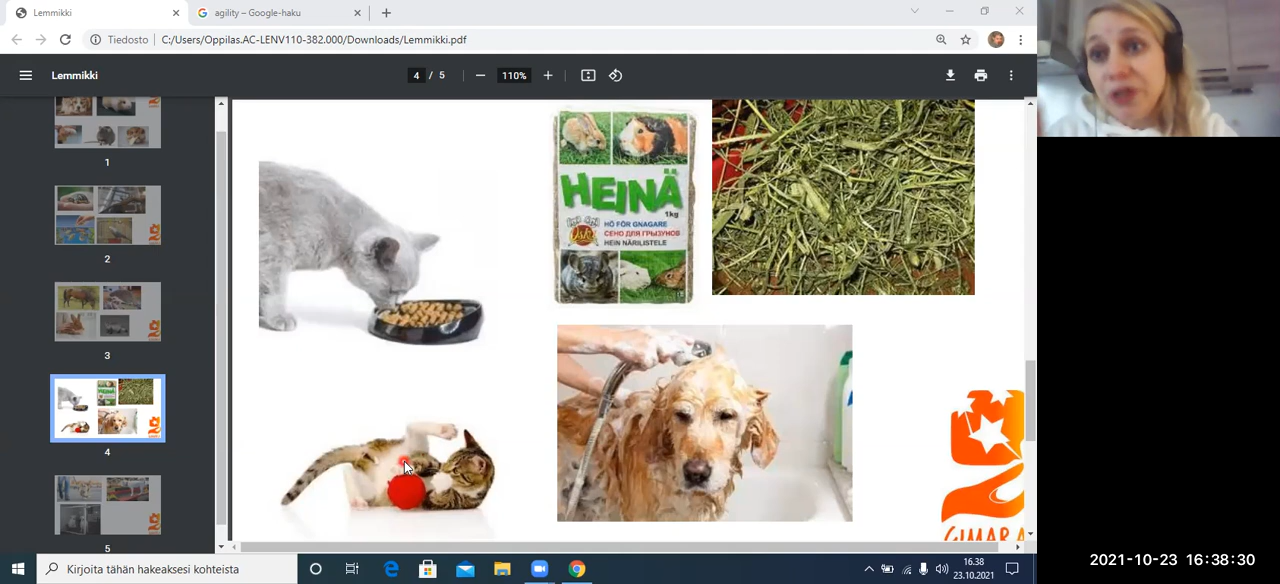 Lemmikki
agility – Google-haku
Tiedosto
C:/Users/Oppilas.AC-LENV110-382.000/Downloads/Lemmikki.pdf
Lemmikki
4 / 5
110%
1
2
3
4
5
HEINÄ
1kg
HÖ FÖR GNAGARE
СЕНО ДЛЯ ГРЫЗУНОВ
HEIN NÄRILISTELE
Kirjoita tähän hakeaksesi kohteista
16.38
23.10.2021
2021-10-23 16:38:30